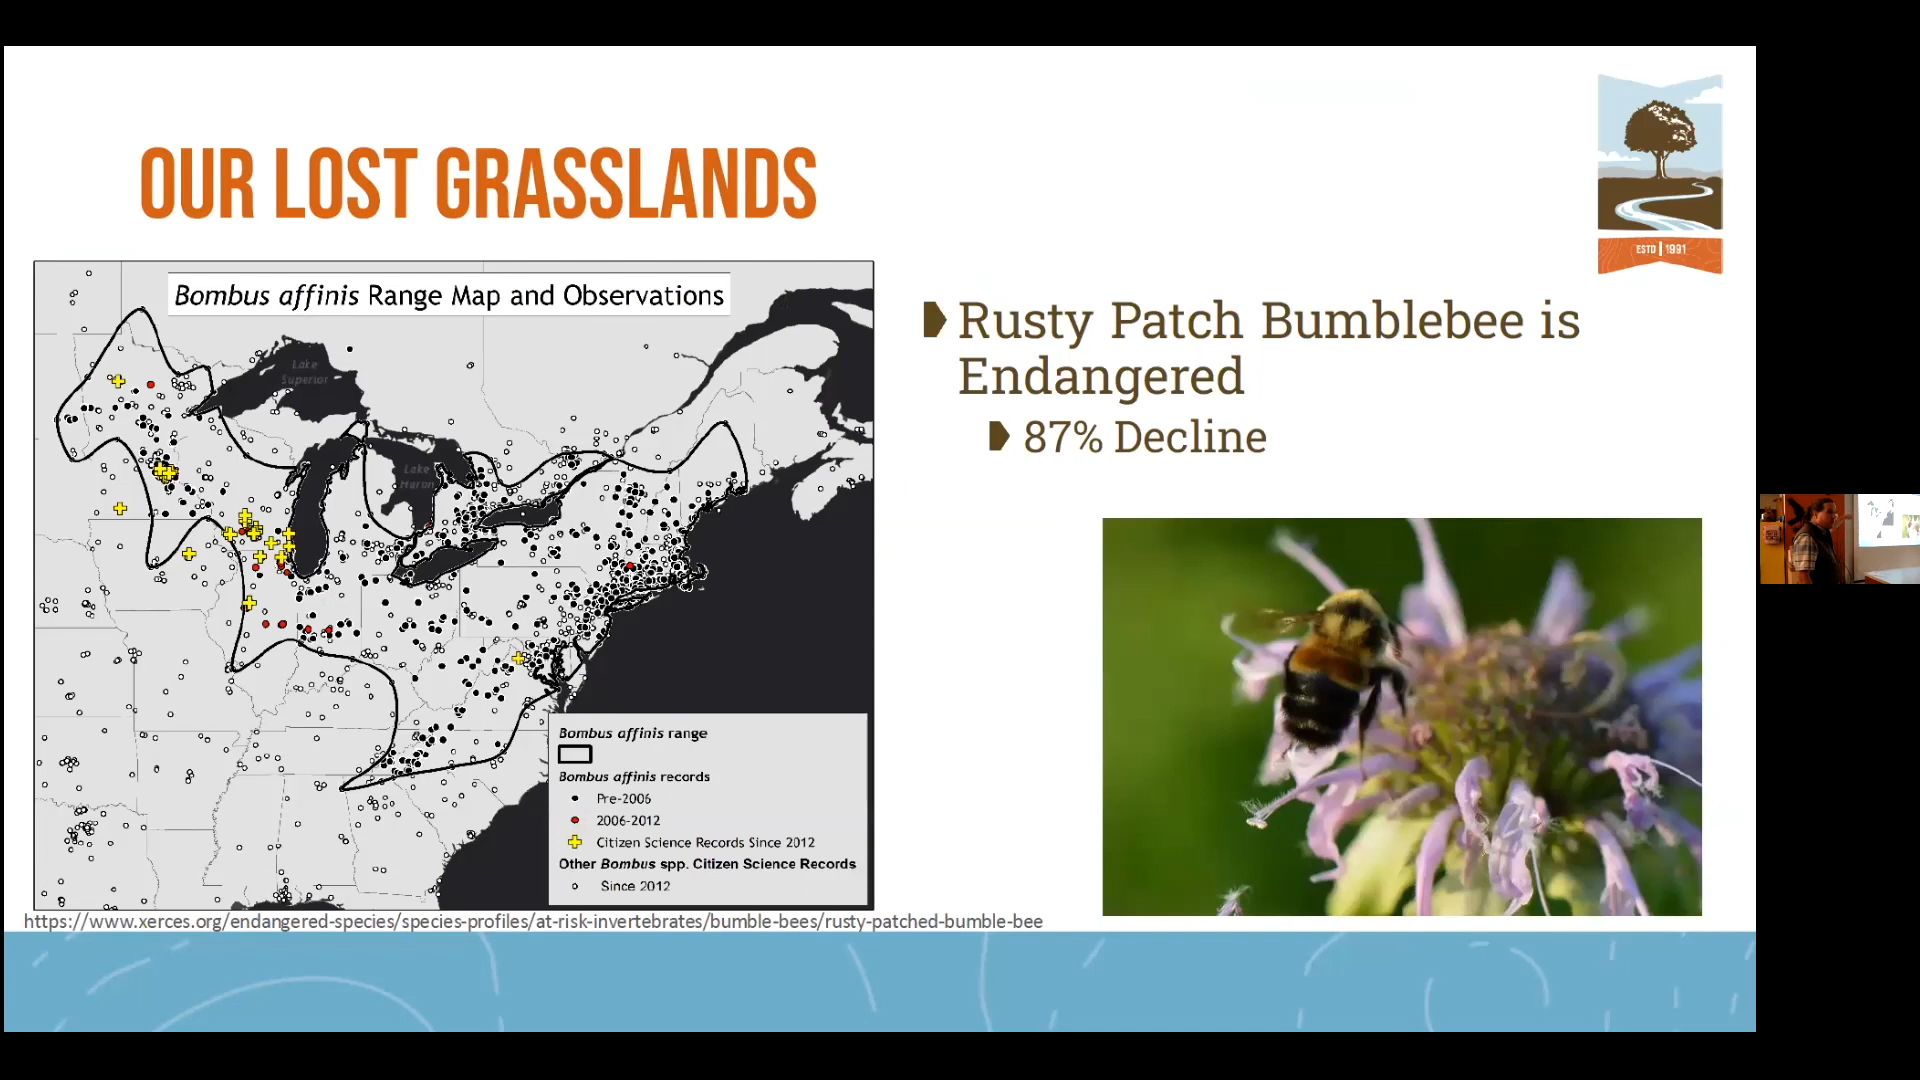 OUR LOST GRASSLANDS
ESTD | 1991
Bombus affinis Range Map and Observations
Lake
Superior
Lake
Huron
Bombus affinis range
Bombus affinis records
Pre-2006
2006-2012
Citizen Science Records Since 2012
Other Bombus spp. Citizen Science Records
Since 2012
https://www.xerces.org/endangered-species/species-profiles/at-risk-invertebrates/bumble-bees/rusty-patched-bumble-bee
Rusty Patch Bumblebee is
Endangered
87% Decline